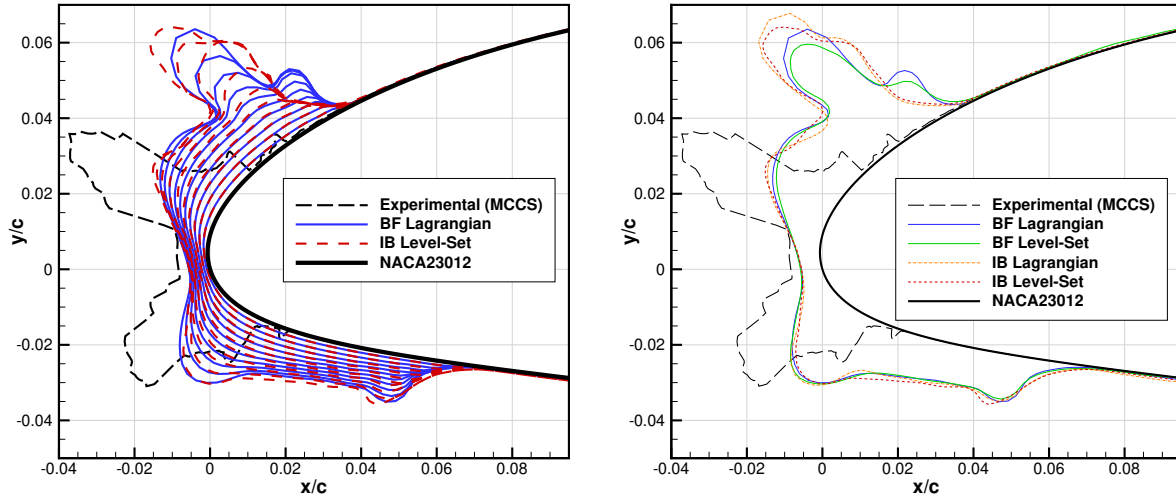 y/c
0.06
0.04
0.02
0
-0.02
-0.04
Experimental (MCCS)
BF Lagrangian
IB Level-Set
NACA23012
-0.04
-0.02
0
0.02
0.04
0.06
0.08
x/c
y/c
0.06
0.04
0.02
0
-0.02
-0.04
Experimental (MCCS)
BF Lagrangian
BF Level-Set
IB Lagrangian
IB Level-Set
NACA23012
-0.04
-0.02
0
0.02
0.04
0.06
0.08
x/c